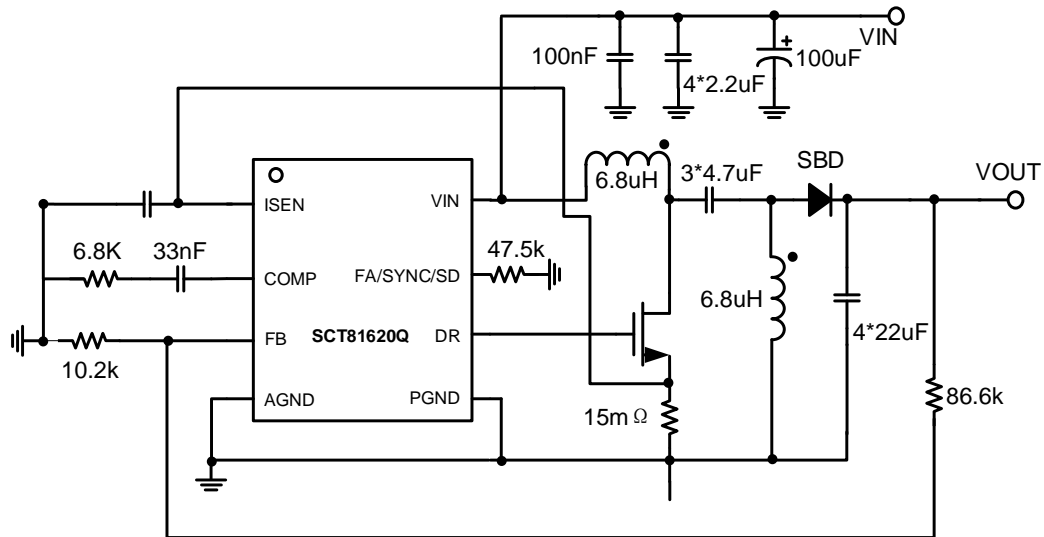 VIN
100nF
4*2.2uF
+
100uF
6.8uH
3*4.7uF
SBD
VOUT
ISEN
VIN
6.8K
33nF
COMP
FA/SYNC/SD
47.5k
6.8uH
4*22uF
FB
SCT81620Q
DR
10.2k
AGND
PGND
15mΩ
86.6k